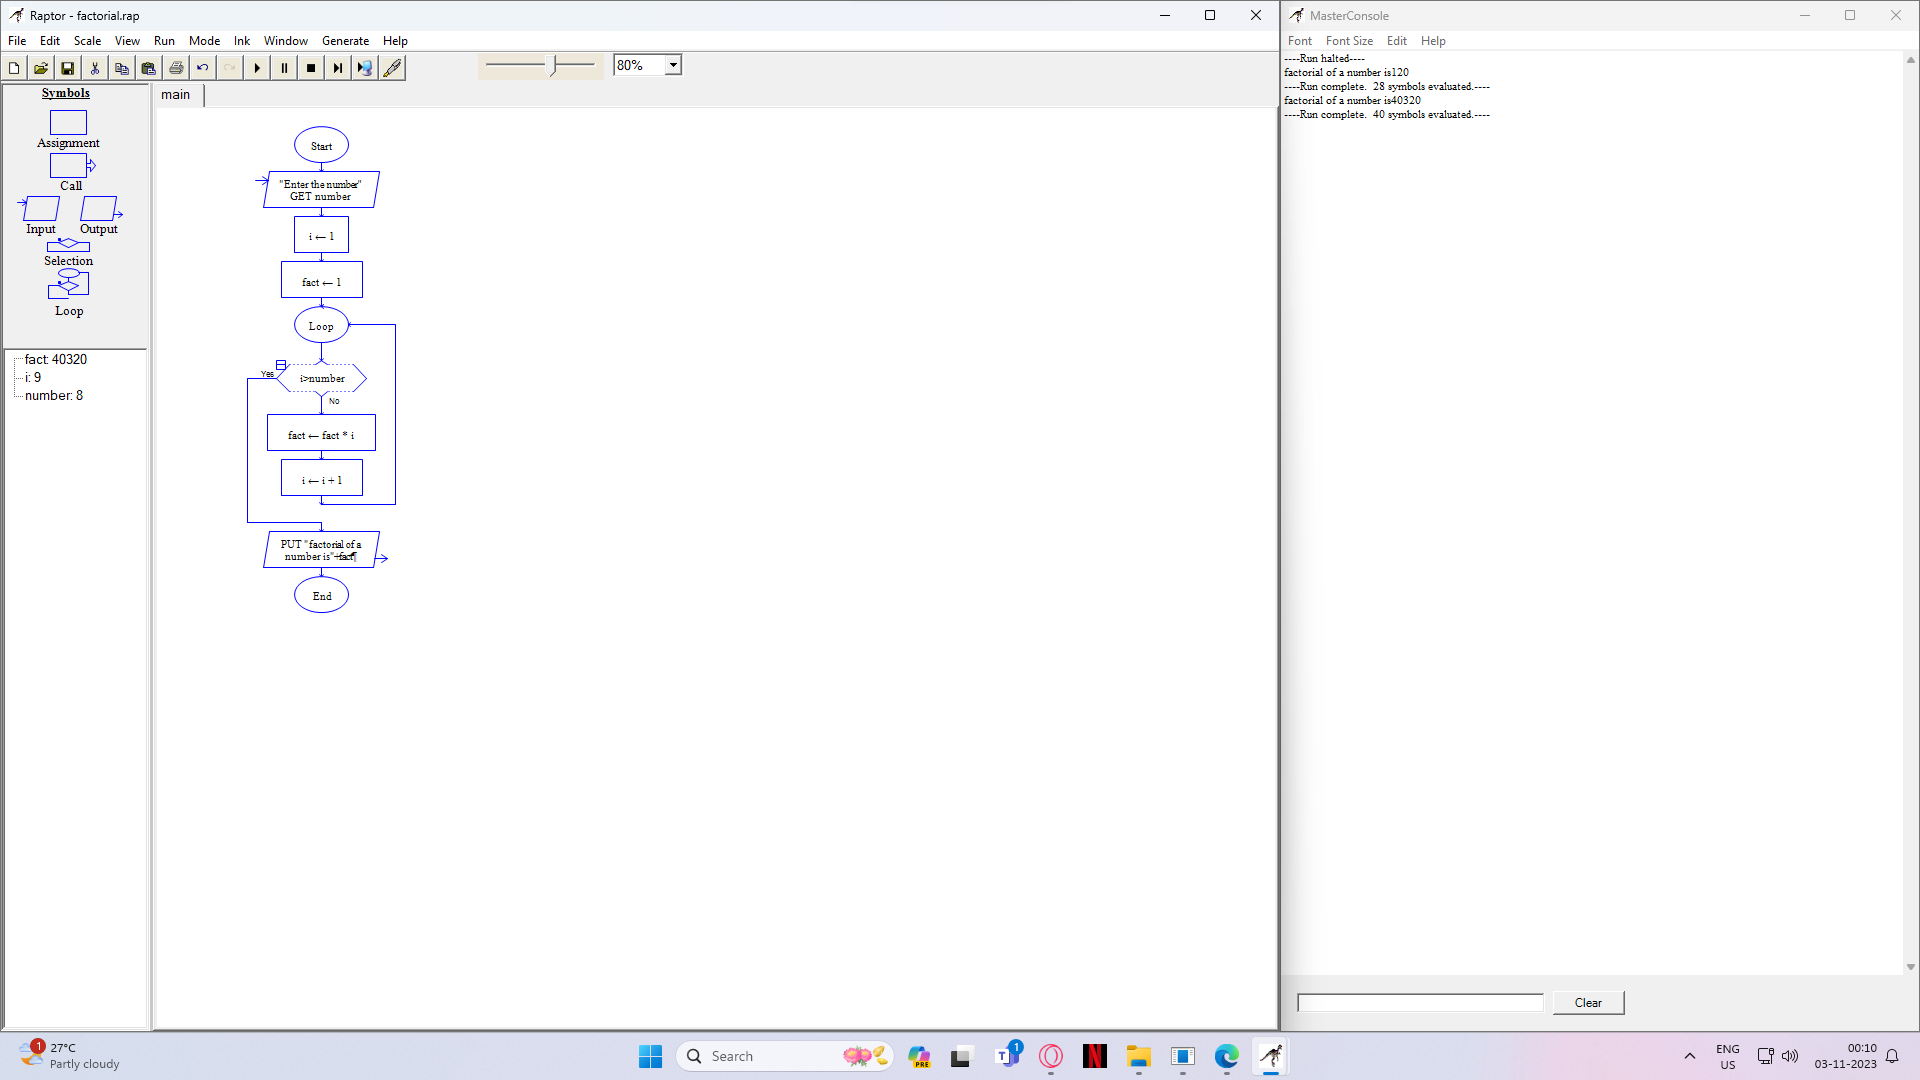 Raptor - factorial.rap
File Edit Scale View Run Mode Ink Window Generate Help
80%
Symbols
Assignment
Call
Input Output
Selection
Loop
fact: 40320
i: 9
number: 8
main
Start
"Enter the number"
GET number
i ← 1
fact ← 1
Loop
i>number
Yes
No
fact ← fact * i
i ← i + 1
PUT "factorial of a
number is"+fact¶
End
MasterConsole
Font Font Size Edit Help
----Run halted----
factorial of a number is120
----Run complete.  28 symbols evaluated.----
factorial of a number is40320
----Run complete.  40 symbols evaluated.----
Clear
1
27°C
Partly cloudy
Search
PRE
T
1
N
ENG
US
00:10
03-11-2023